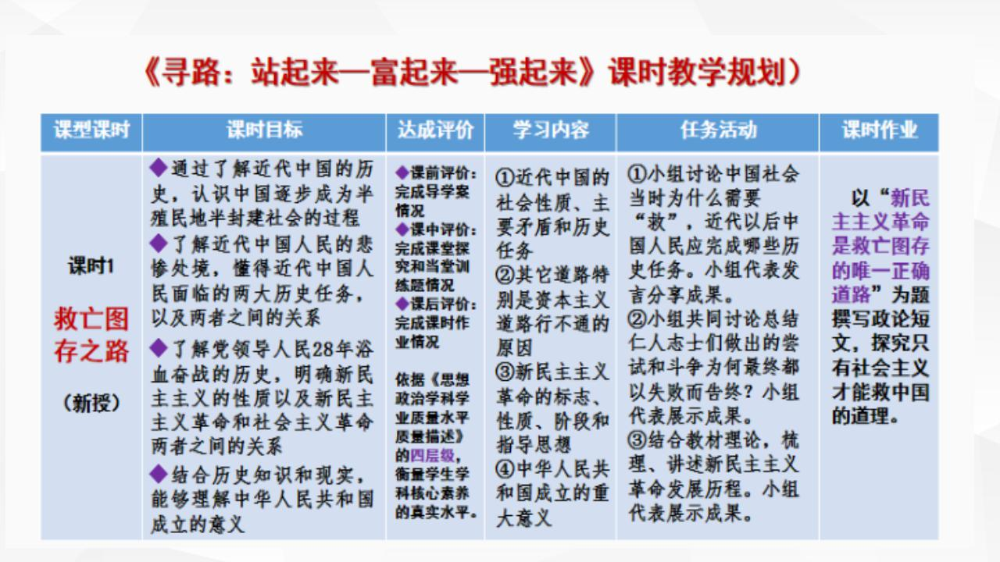 《寻路：站起来—富起来—强起来》课时教学规划）
课型课时
课时目标
达成评价
学习内容
任务活动
课时作业
课时1
救亡图
存之路
（新授）
◆通过了解近代中国的历
史，认识中国逐步成为半
殖民地半封建社会的过程
◆了解近代中国人民的悲
惨处境，懂得近代中国人
民面临的两大历史任务，
以及两者之间的关系
◆了解党领导人民28年浴
血奋战的历史，明确新民
主主义的性质以及新民主
主义革命和社会主义革命
两者之间的关系
◆结合历史知识和现实，
能够理解中华人民共和国
成立的意义
◆课前评价：
完成导学案
情况
◆课中评价：
完成课堂探
究和当堂训
练题情况
◆课后评价：
完成课时作
业情况
依据《思想
政治学科学
业质量水平
质量描述》
的四层级，
衡量学生学
科核心素养
的真实水平。
①近代中国的
社会性质、主
要矛盾和历史
任务
②其它道路特
别是资本主义
道路行不通的
原因
③新民主主义
革命的标志、
性质、阶段和
指导思想
④中华人民共
和国成立的重
大意义
①小组讨论中国社会
当时为什么需要
“救”，近代以后中
国人民应完成哪些历
史任务。小组代表发
言分享成果。
②小组共同讨论总结
仁人志士们做出的尝
试和斗争为何最终都
以失败而告终？小组
代表展示成果。
③结合教材理论，梳
理、讲述新民主主义
革命发展历程。小组
代表展示成果。
以“新民
主主义革命
是救亡图存
的唯一正确
道路”为题
撰写政论短
文，探究只
有社会主义
才能救中国
的道理。